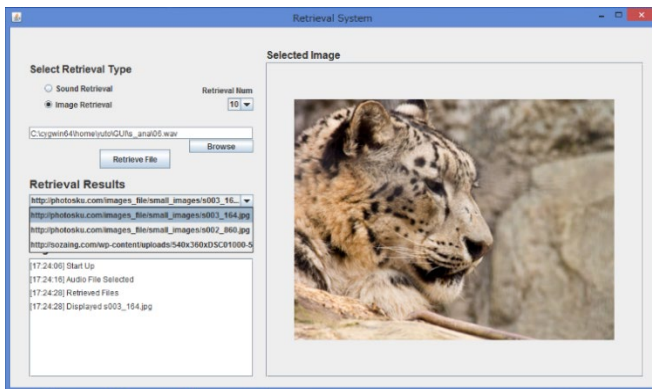 Retrieval System
Selected Image
Select Retrieval Type
Sound Retrieval
Retrieval Num
Image Retrieval
10
C:\cygwin64\home\yuto\GUI\s_ana\06.wav
Browse
Retrieve File
Retrieval Results
http://photosku.com/images_file/small_images/s003_16...
http://photosku.com/images_file/small_images/s003_164.jpg
http://photosku.com/images_file/small_images/s002_860.jpg
http://sozaing.com/wp-content/uploads/540x360xDSC01000-5
[17:24:06] Start Up
[17:24:16] Audio File Selected
[17:24:28] Retrieved Files
[17:24:28] Displayed s003_164.jpg